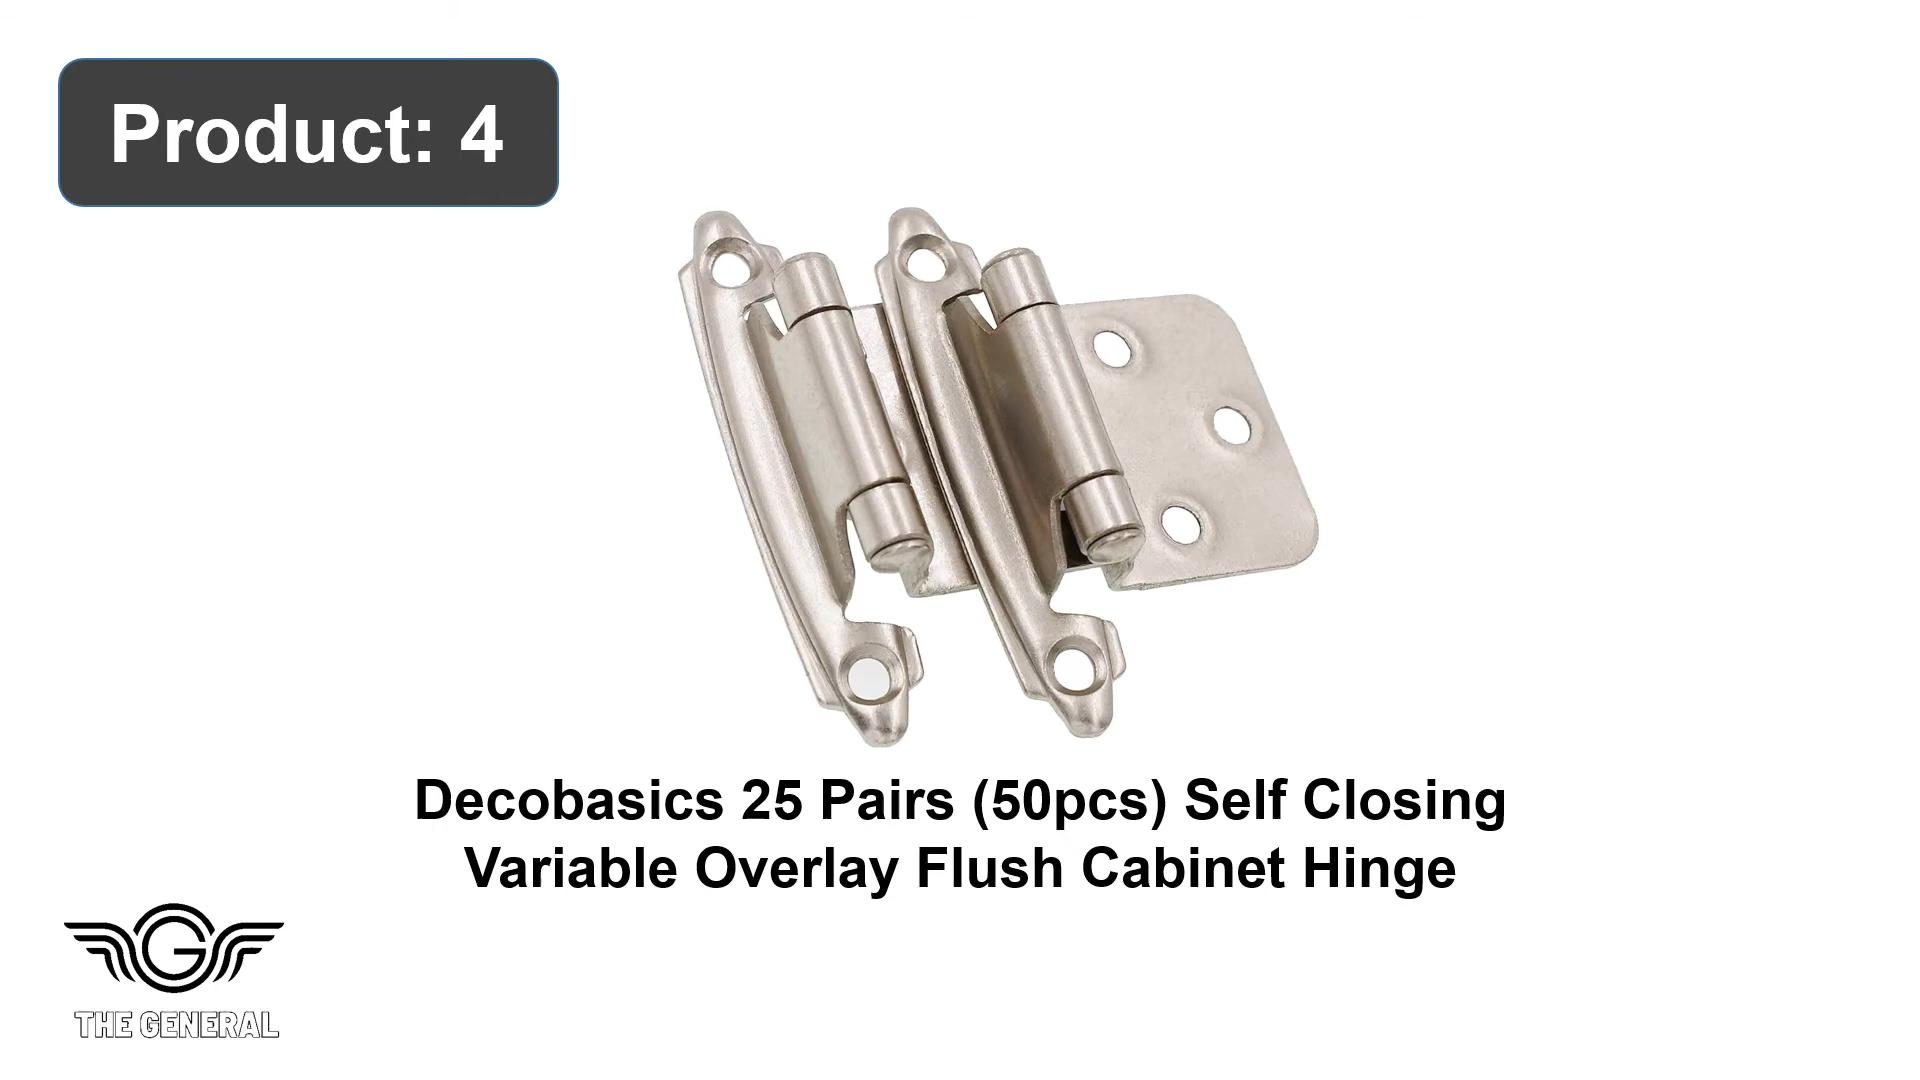 Product: 4
Decobasics 25 Pairs (50pcs) Self Closing
Variable Overlay Flush Cabinet Hinge
G
THE GENERAL